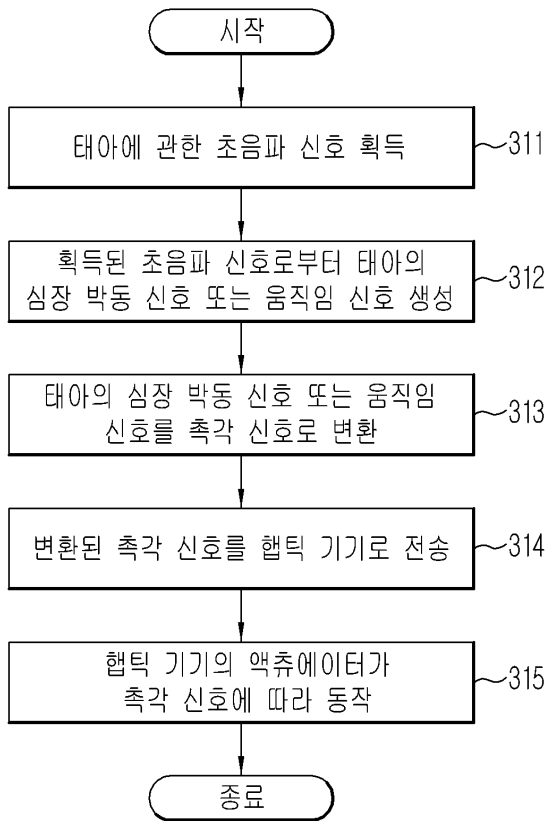 시작
태아에 관한 초음파 신호 획득
311
획득된 초음파 신호로부터 태아의
심장 박동 신호 또는 움직임 신호 생성
312
태아의 심장 박동 신호 또는 움직임
신호를 촉각 신호로 변환
313
변환된 촉각 신호를 햅틱 기기로 전송
314
햅틱 기기의 액츄에이터가
촉각 신호에 따라 동작
315
종료